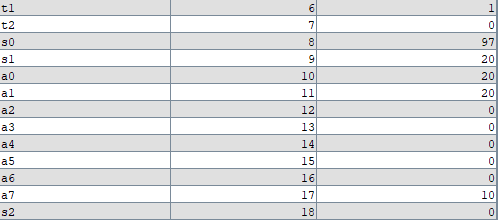 t1 6 1
t2 7 0
s0 8 97
s1 9 20
a0 10 20
a1 11 20
a2 12 0
a3 13 0
a4 14 0
a5 15 0
a6 16 0
a7 17 10
s2 18 0